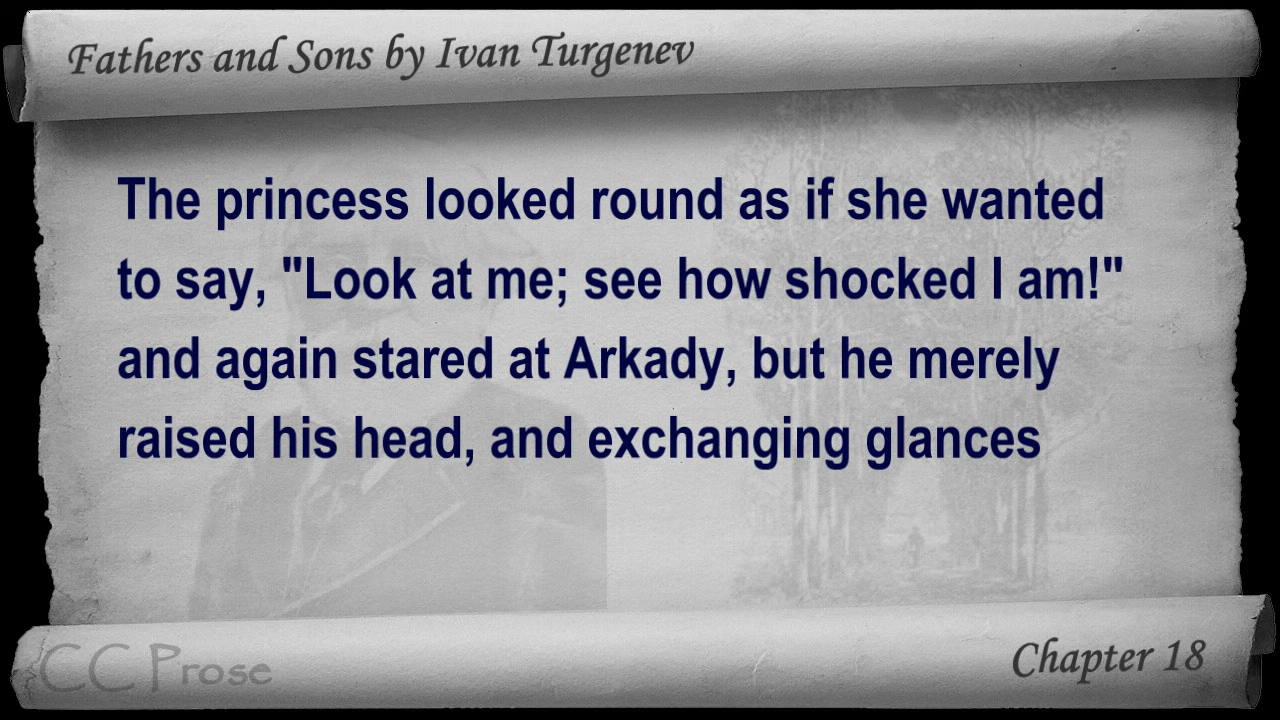 Fathers and Sons by Ivan Turgenev
The princess looked round as if she wanted
to say, "Look at me; see how shocked I am!"
and again stared at Arkady, but he merely
raised his head, and exchanging glances
CC Prose
Chapter 18